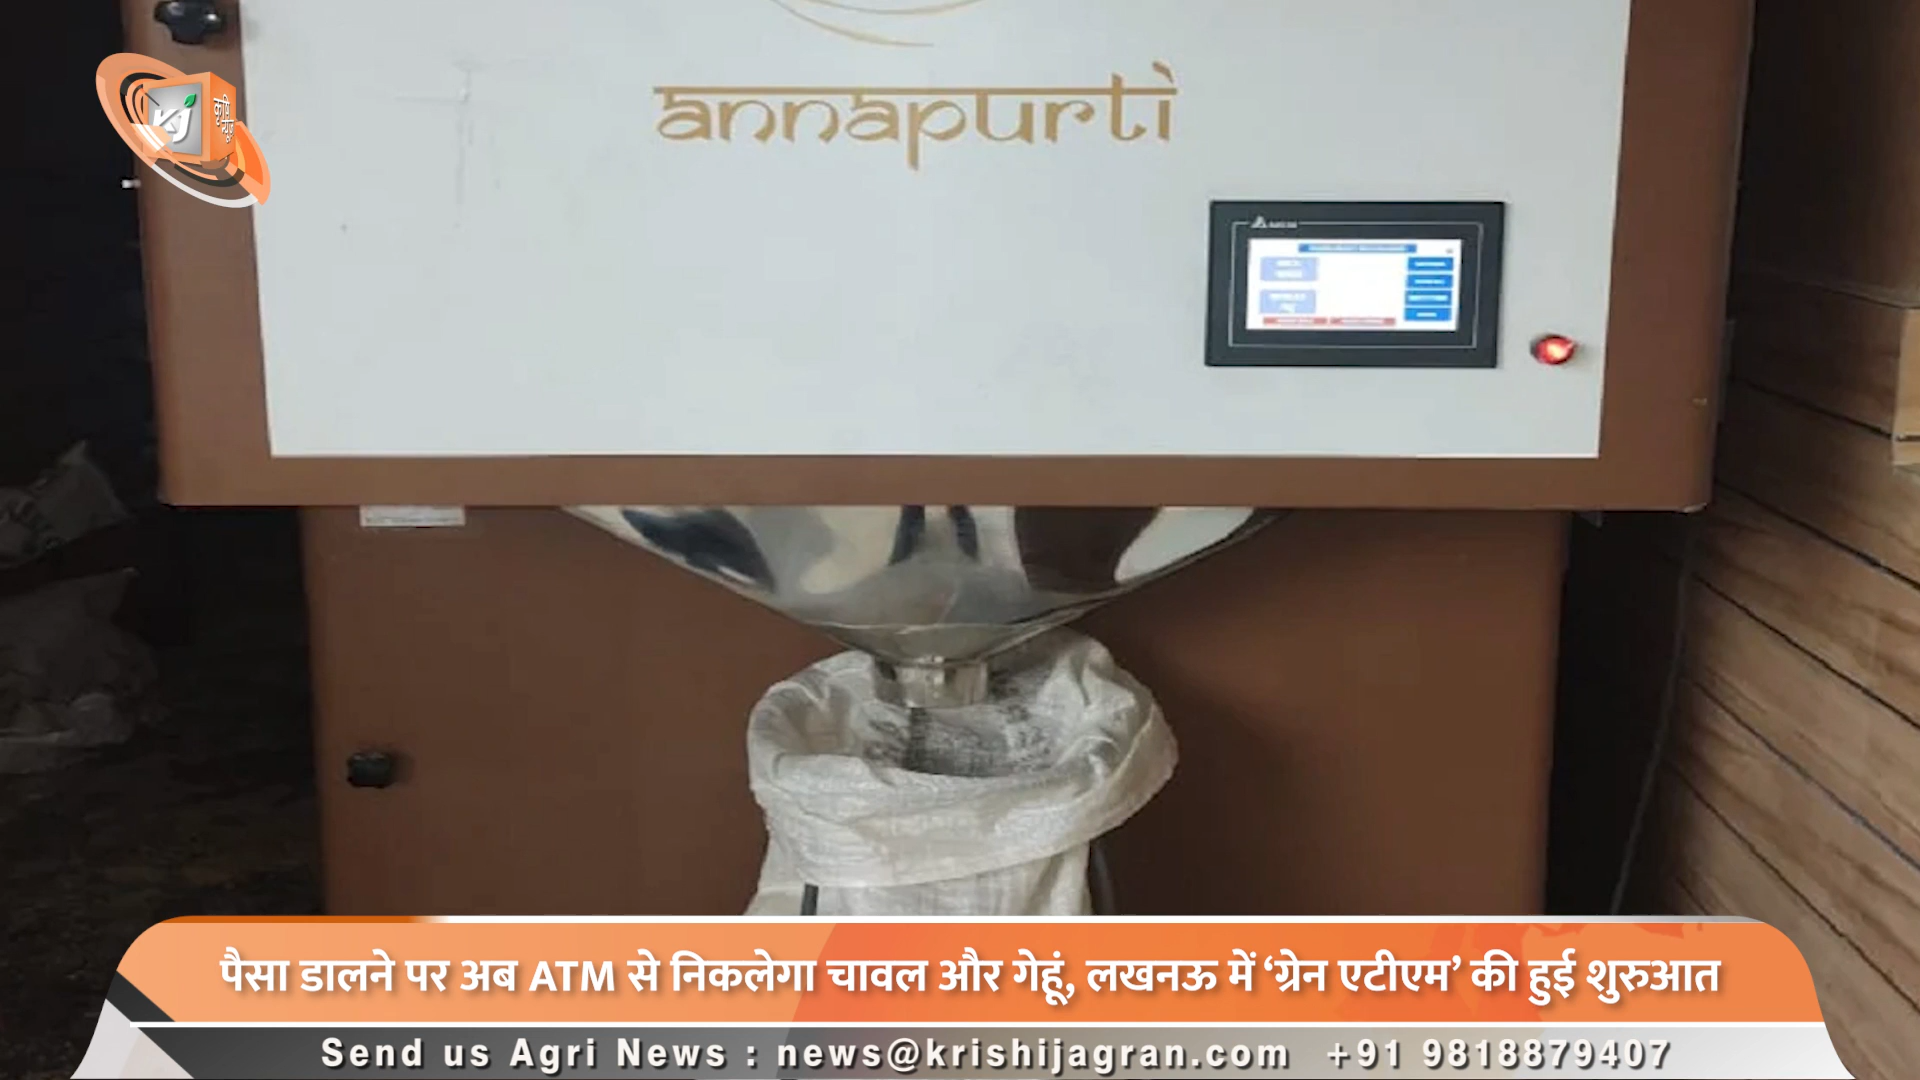 annapurti
KJ
कृषि
न्यूज़
पैसा डालने पर अब ATM से निकलेगा चावल और गेहूं, लखनऊ में ‘ग्रेन एटीएम’ की हुई शुरुआत
Send us Agri News : news@krishijagran.com +91 9818879407